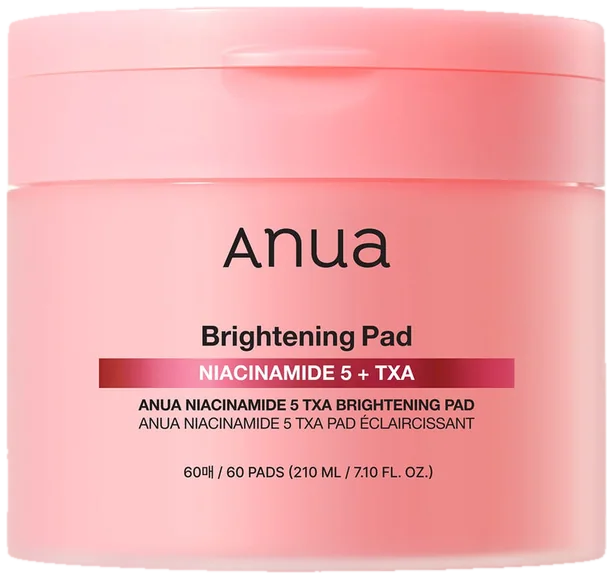 Anua
Brightening Pad
NIACINAMIDE 5 + TXA
ANUA NIACINAMIDE 5 TXA BRIGHTENING PAD
ANUA NIACINAMIDE 5 TXA PAD ÉCLAIRCISSANT
60매 / 60 PADS (210 ML / 7.10 FL. OZ.)